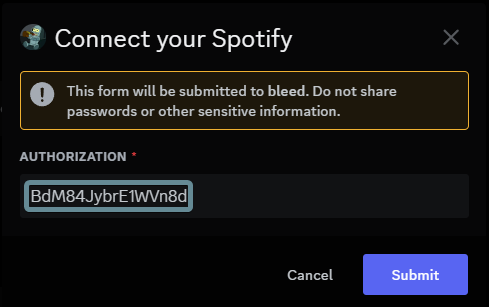 Connect your Spotify
This form will be submitted to bleed. Do not share
passwords or other sensitive information.
AUTHORIZATION *
BdM84JybrE1WVn8d
Cancel
Submit